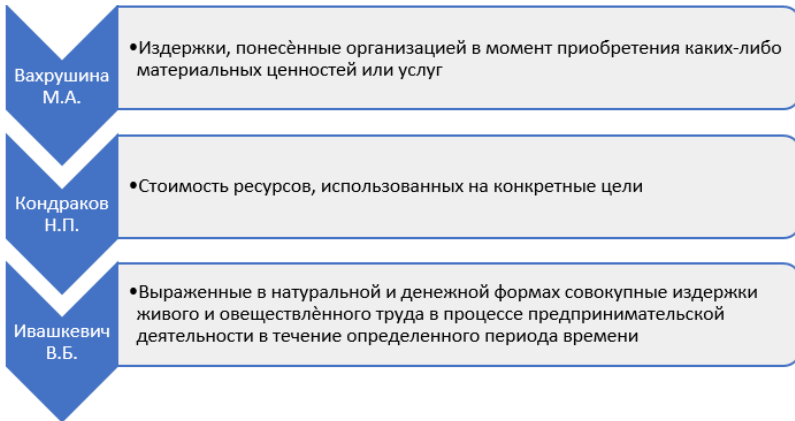 Вахрушина
М.А.
•Издержки, понесѐнные организацией в момент приобретения каких-либо
материальных ценностей или услуг
Кондраков
Н.П.
•Стоимость ресурсов, использованных на конкретные цели
Ивашкевич
В.Б.
•Выраженные в натуральной и денежной формах совокупные издержки
живого и овеществлѐнного труда в процессе предпринимательской
деятельности в течение определенного периода времени